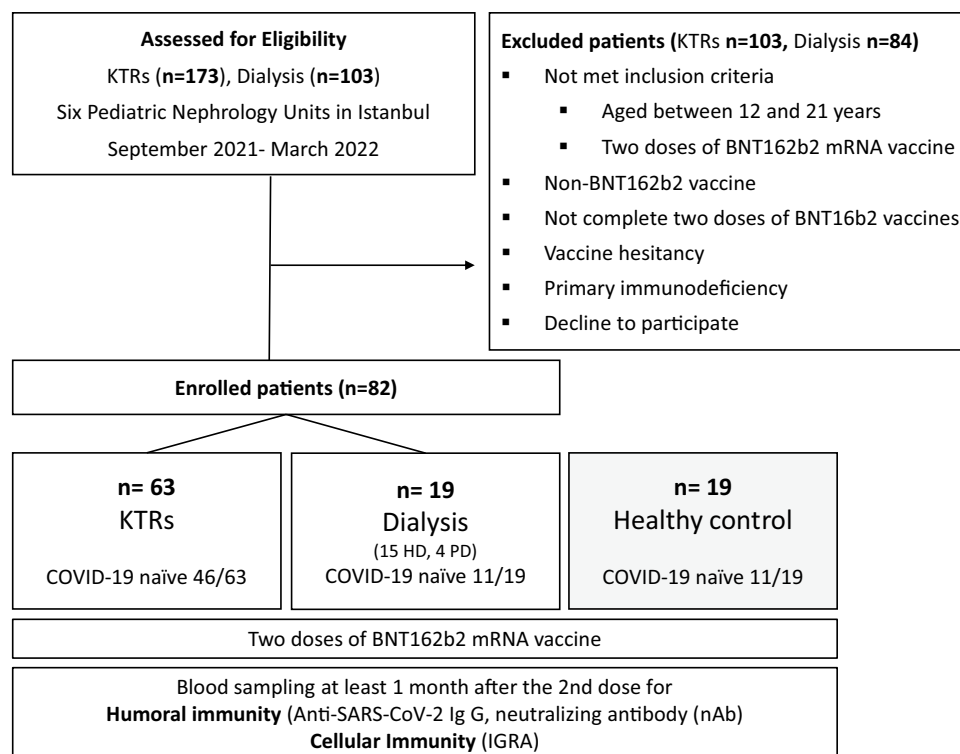 Assessed for Eligibility
KTRs (n=173), Dialysis (n=103)
Six Pediatric Nephrology Units in Istanbul
September 2021- March 2022
Excluded patients (KTRs n=103, Dialysis n=84)
▪ Not met inclusion criteria
▪ Aged between 12 and 21 years
▪ Two doses of BNT162b2 mRNA vaccine
▪ Non-BNT162b2 vaccine
▪ Not complete two doses of BNT16b2 vaccines
▪ Vaccine hesitancy
▪ Primary immunodeficiency
▪ Decline to participate
Enrolled patients (n=82)
n= 63
KTRs
COVID-19 naïve 46/63
n= 19
Dialysis
(15 HD, 4 PD)
COVID-19 naïve 11/19
n= 19
Healthy control
COVID-19 naïve 11/19
Two doses of BNT162b2 mRNA vaccine
Blood sampling at least 1 month after the 2nd dose for
Humoral immunity (Anti-SARS-CoV-2 Ig G, neutralizing antibody (nAb)
Cellular Immunity (IGRA)